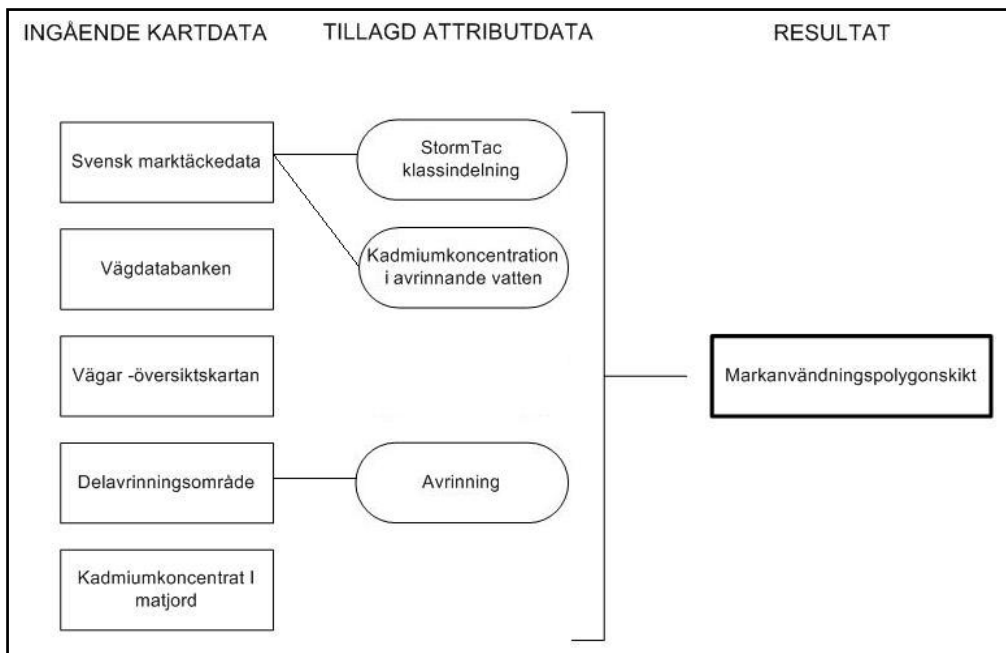 INGÅENDE KARTDATA
TILLAGD ATTRIBUTDATA
RESULTAT
Svensk marktäckedata
StormTac
klassindelning
Vägdatabanken
Kadmiumkoncentration
i avrinnande vatten
Vägar -översiktskartan
Markanvändningspolygonskikt
Delavrinningsområde
Avrinning
Kadmiumkoncentrat I
matjord